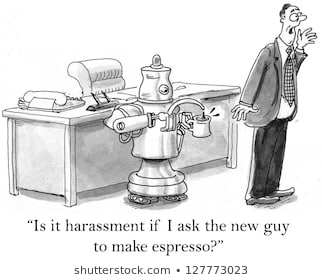 “Is it harassment if I ask the new guy
to make espresso?”
shutterstock.com • 127773023